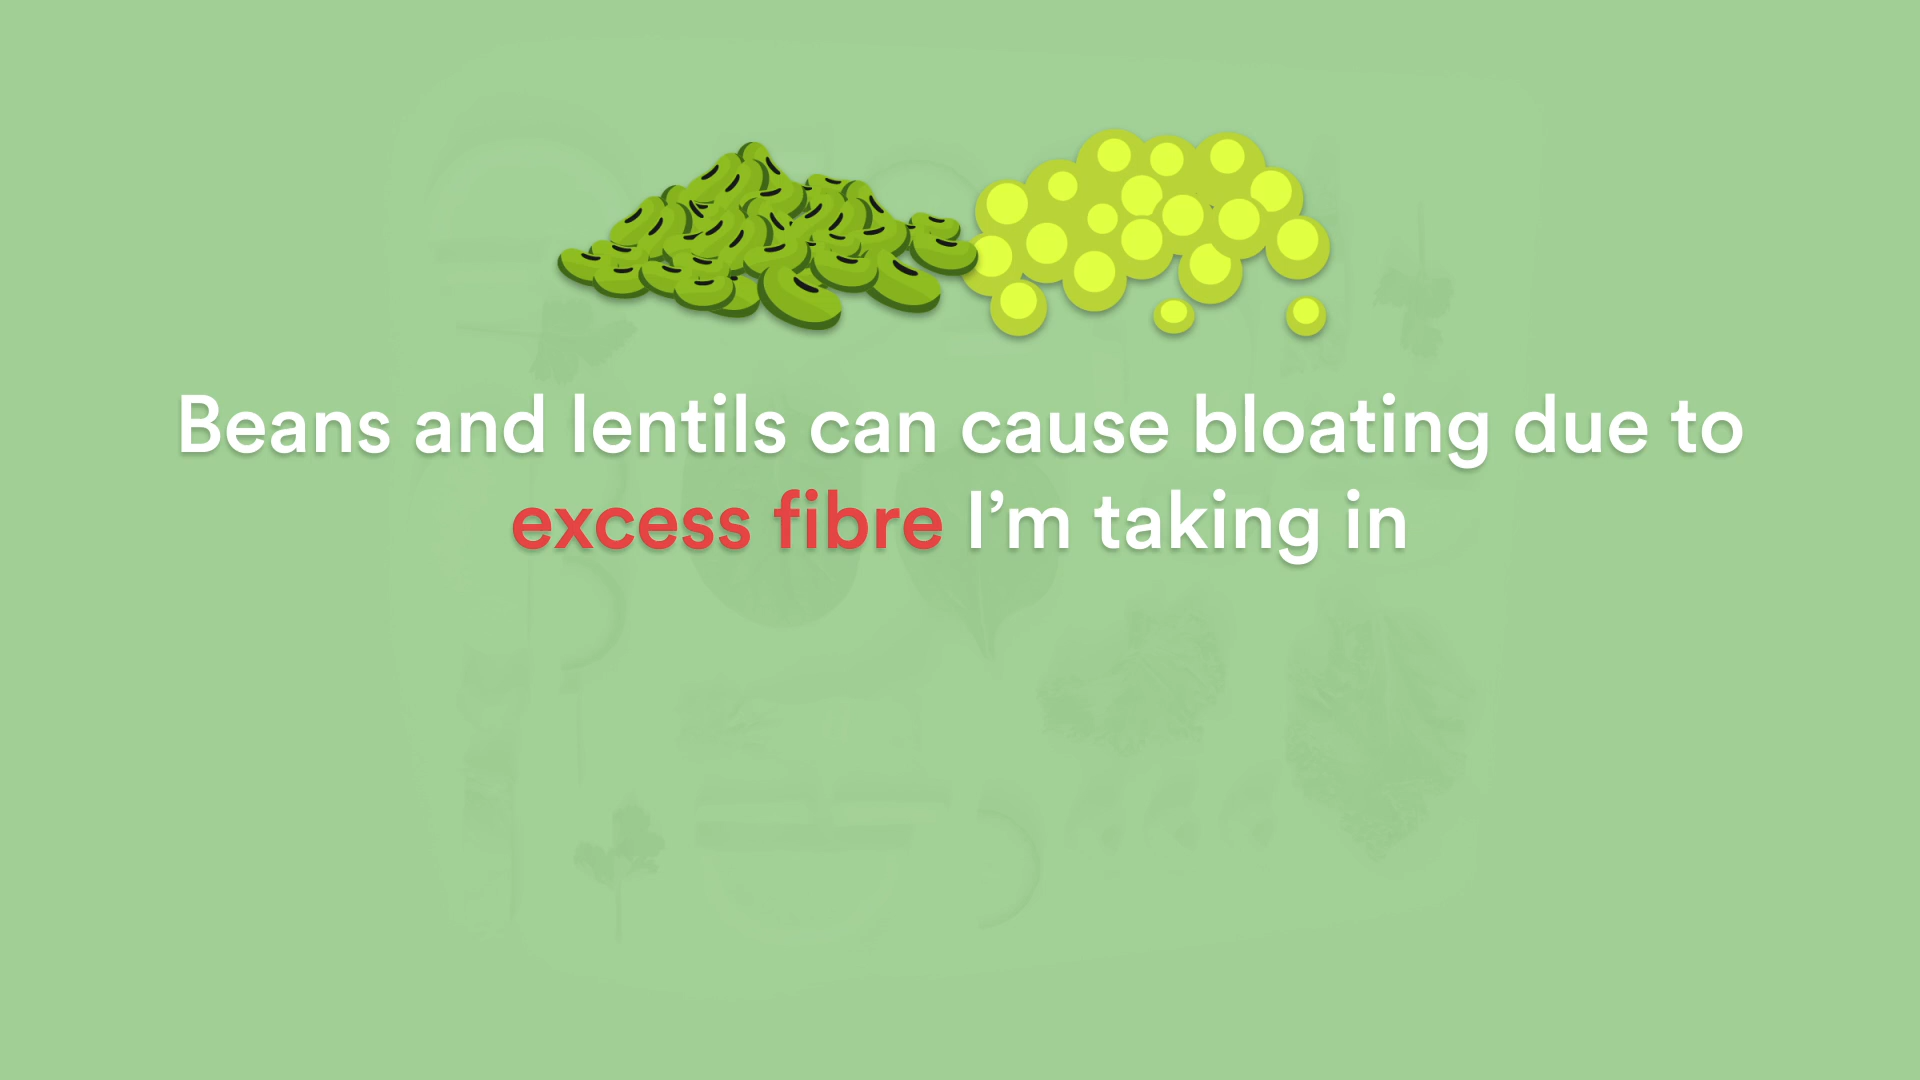 Beans and lentils can cause bloating due to
excess fibre I’m taking in